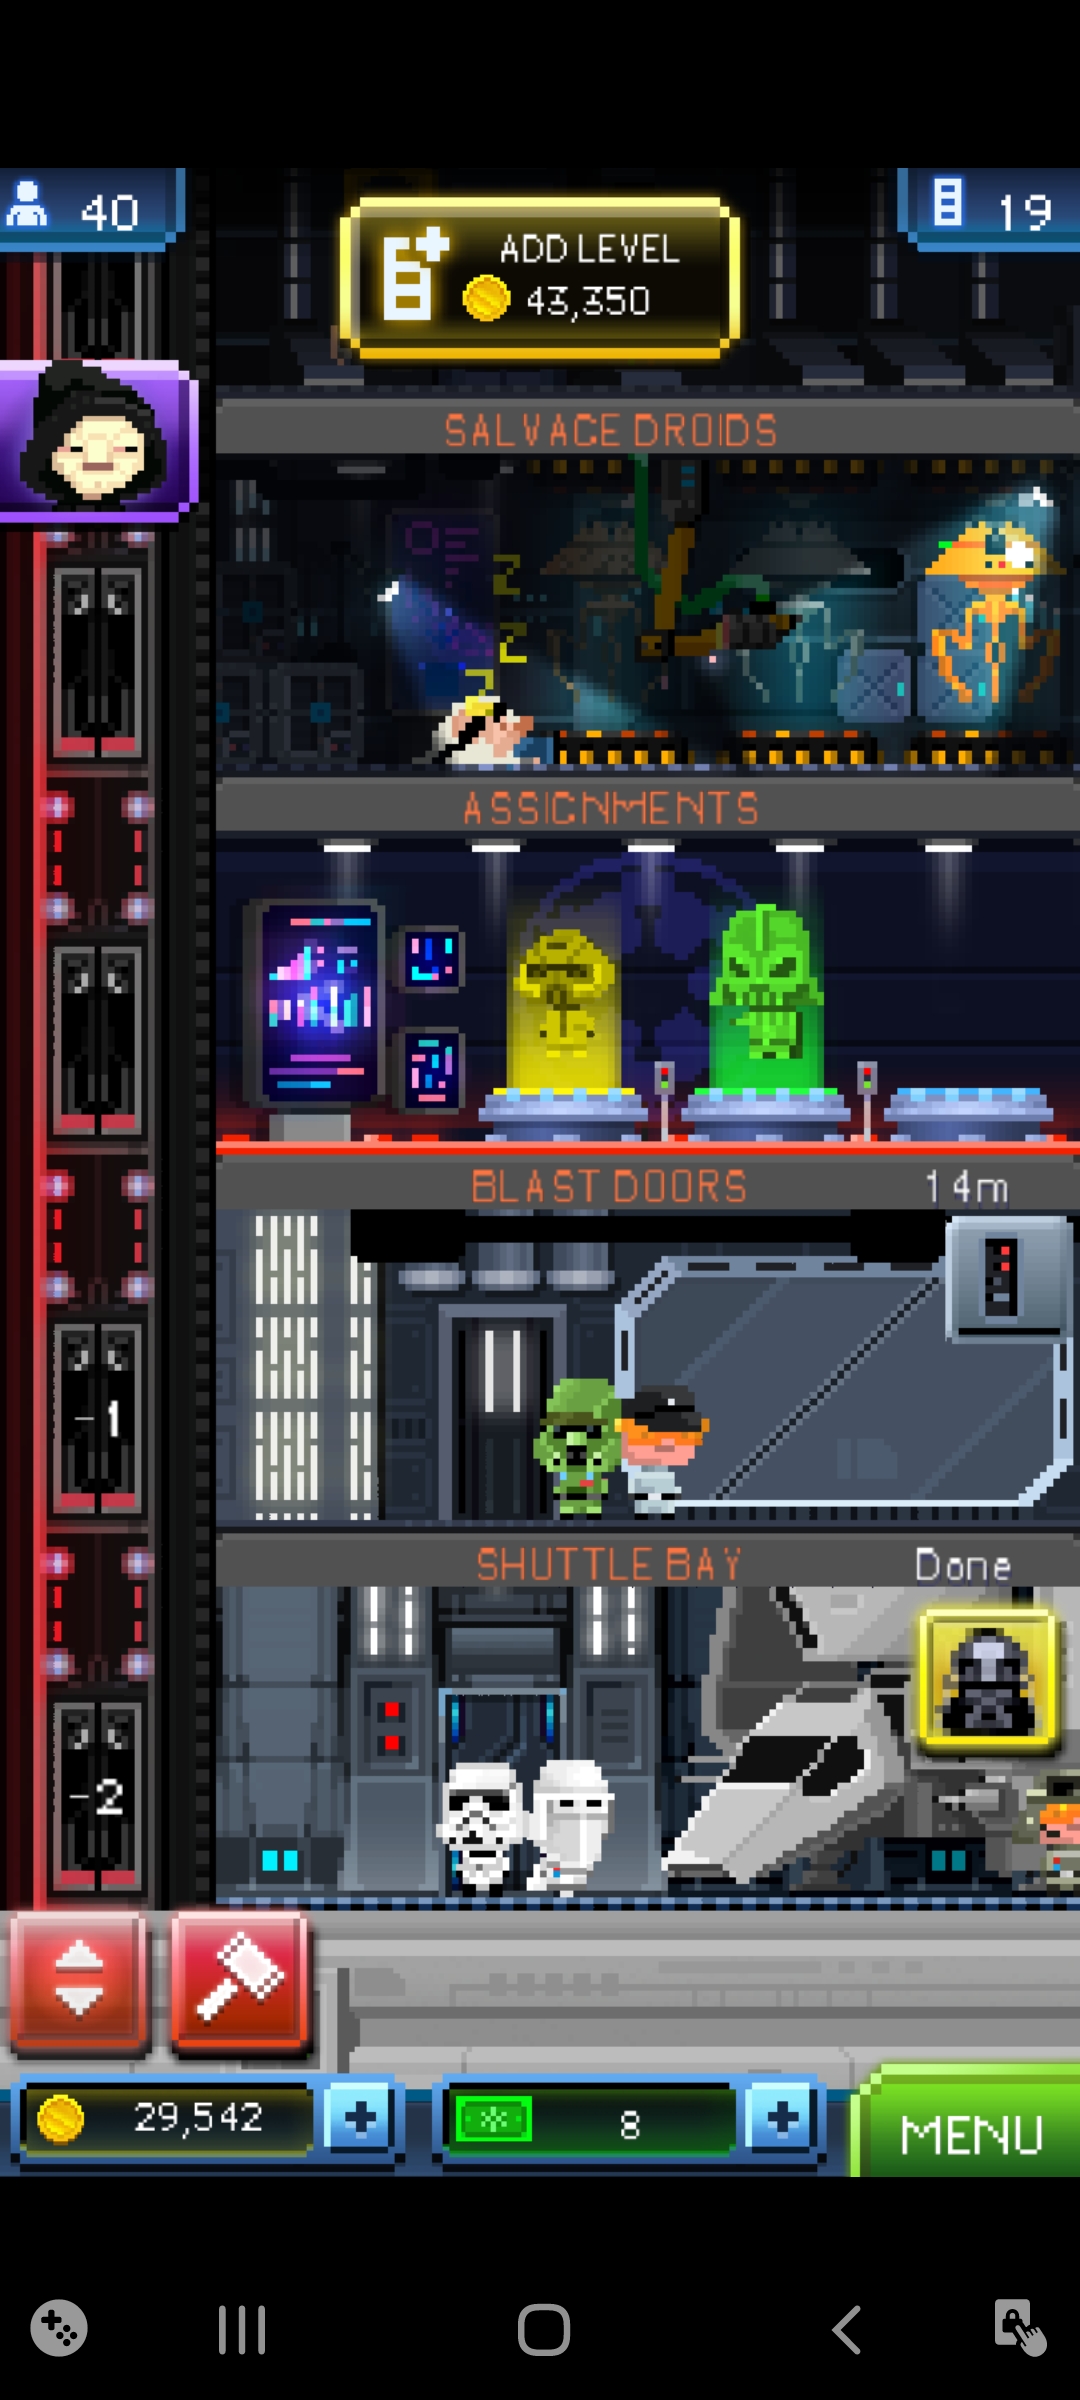 40
ADD LEVEL
43,350
19
SALVAGE DROIDS
Z
Z
Z
ASSIGNMENTS
BLAST DOORS 14m
-1
SHUTTLE BAY Done
-2
29,542
8
MENU